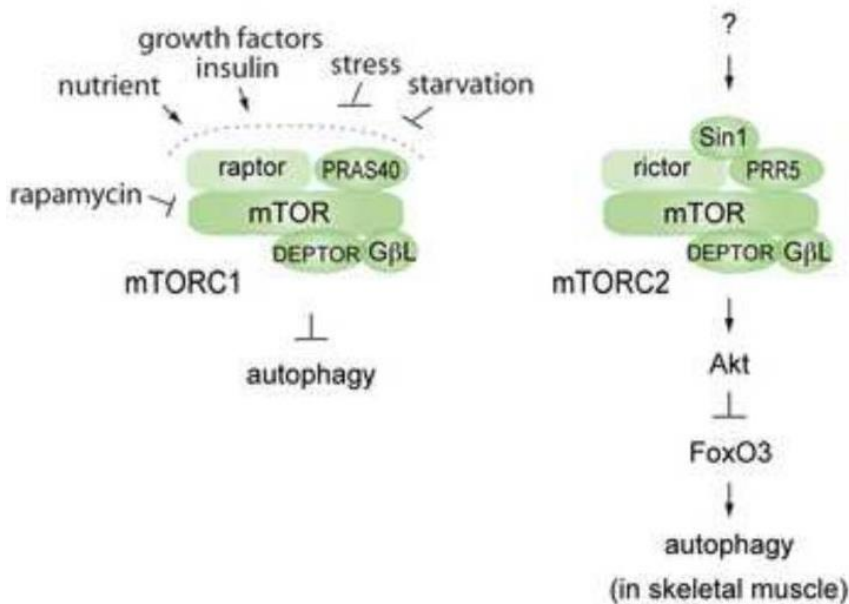 growth factors
insulin
nutrient
stress
starvation
rapamycin
raptor
PRAS40
mTOR
DEPTOR
GβL
mTORC1
autophagy
?
Sin1
rictor
PRR5
mTOR
DEPTOR
GβL
mTORC2
Akt
FoxO3
autophagy
(in skeletal muscle)